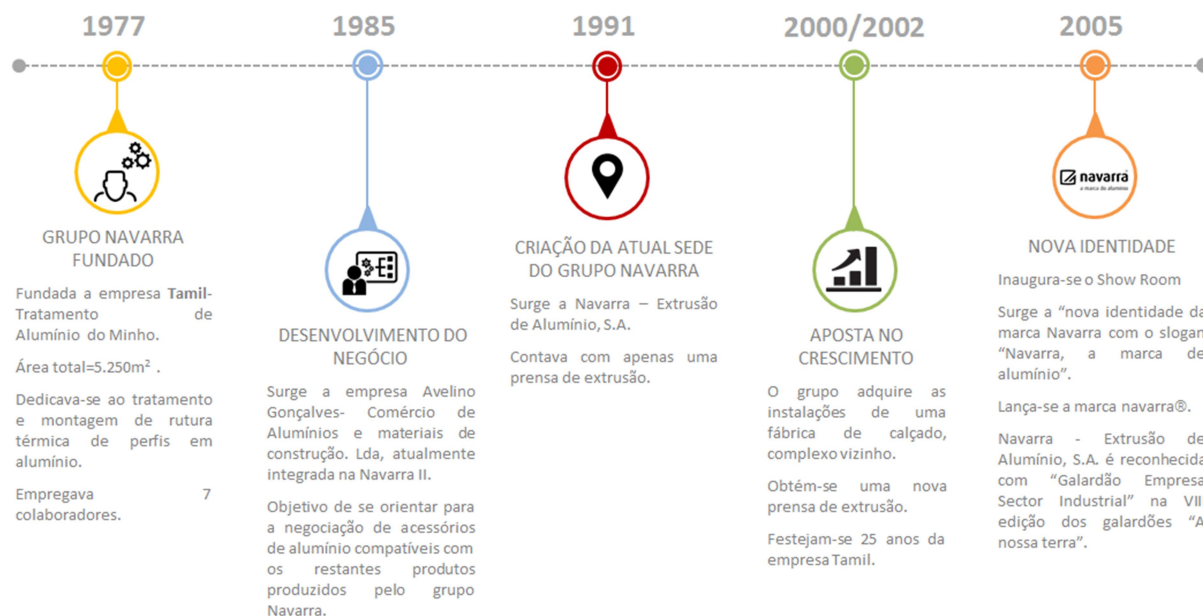 1977
GRUPO NAVARRA
FUNDADO
Fundada a empresa Tamil-
Tratamento de
Alumínio do Minho.
Área total=5.250m² .
Dedicava-se ao tratamento
e montagem de rutura
térmica de perfis em
alumínio.
Empregava 7
colaboradores.
1985
DESENVOLVIMENTO DO
NEGÓCIO
Surge a empresa Avelino
Gonçalves- Comércio de
Alumínios e materiais de
construção. Lda, atualmente
integrada na Navarra II.
Objetivo de se orientar para
a negociação de acessórios
de alumínio compatíveis com
os restantes produtos
produzidos pelo grupo
Navarra.
1991
CRIAÇÃO DA ATUAL SEDE
DO GRUPO NAVARRA
Surge a Navarra – Extrusão
de Alumínio, S.A.
Contava com apenas uma
prensa de extrusão.
2000/2002
APOSTA NO
CRESCIMENTO
O grupo adquire as
instalações de uma
fábrica de calçado,
complexo vizinho.
Obtém-se uma nova
prensa de extrusão.
Festejam-se 25 anos da
empresa Tamil.
2005
navarra
a marca do alumínio
NOVA IDENTIDADE
Inaugura-se o Show Room
Surge a “nova identidade da
marca Navarra com o slogan
“Navarra, a marca de
alumínio”.
Lança-se a marca navarra®.
Navarra - Extrusão de
Alumínio, S.A. é reconhecida
com “Galardão Empresa
Sector Industrial” na VII
edição dos galardões “A
nossa terra”.